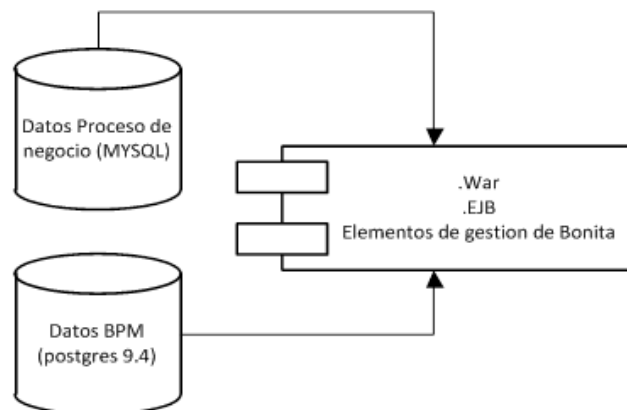 Datos Proceso de
negocio (MYSQL)
.War
.EJB
Elementos de gestion de Bonita
Datos BPM
(postgres 9.4)